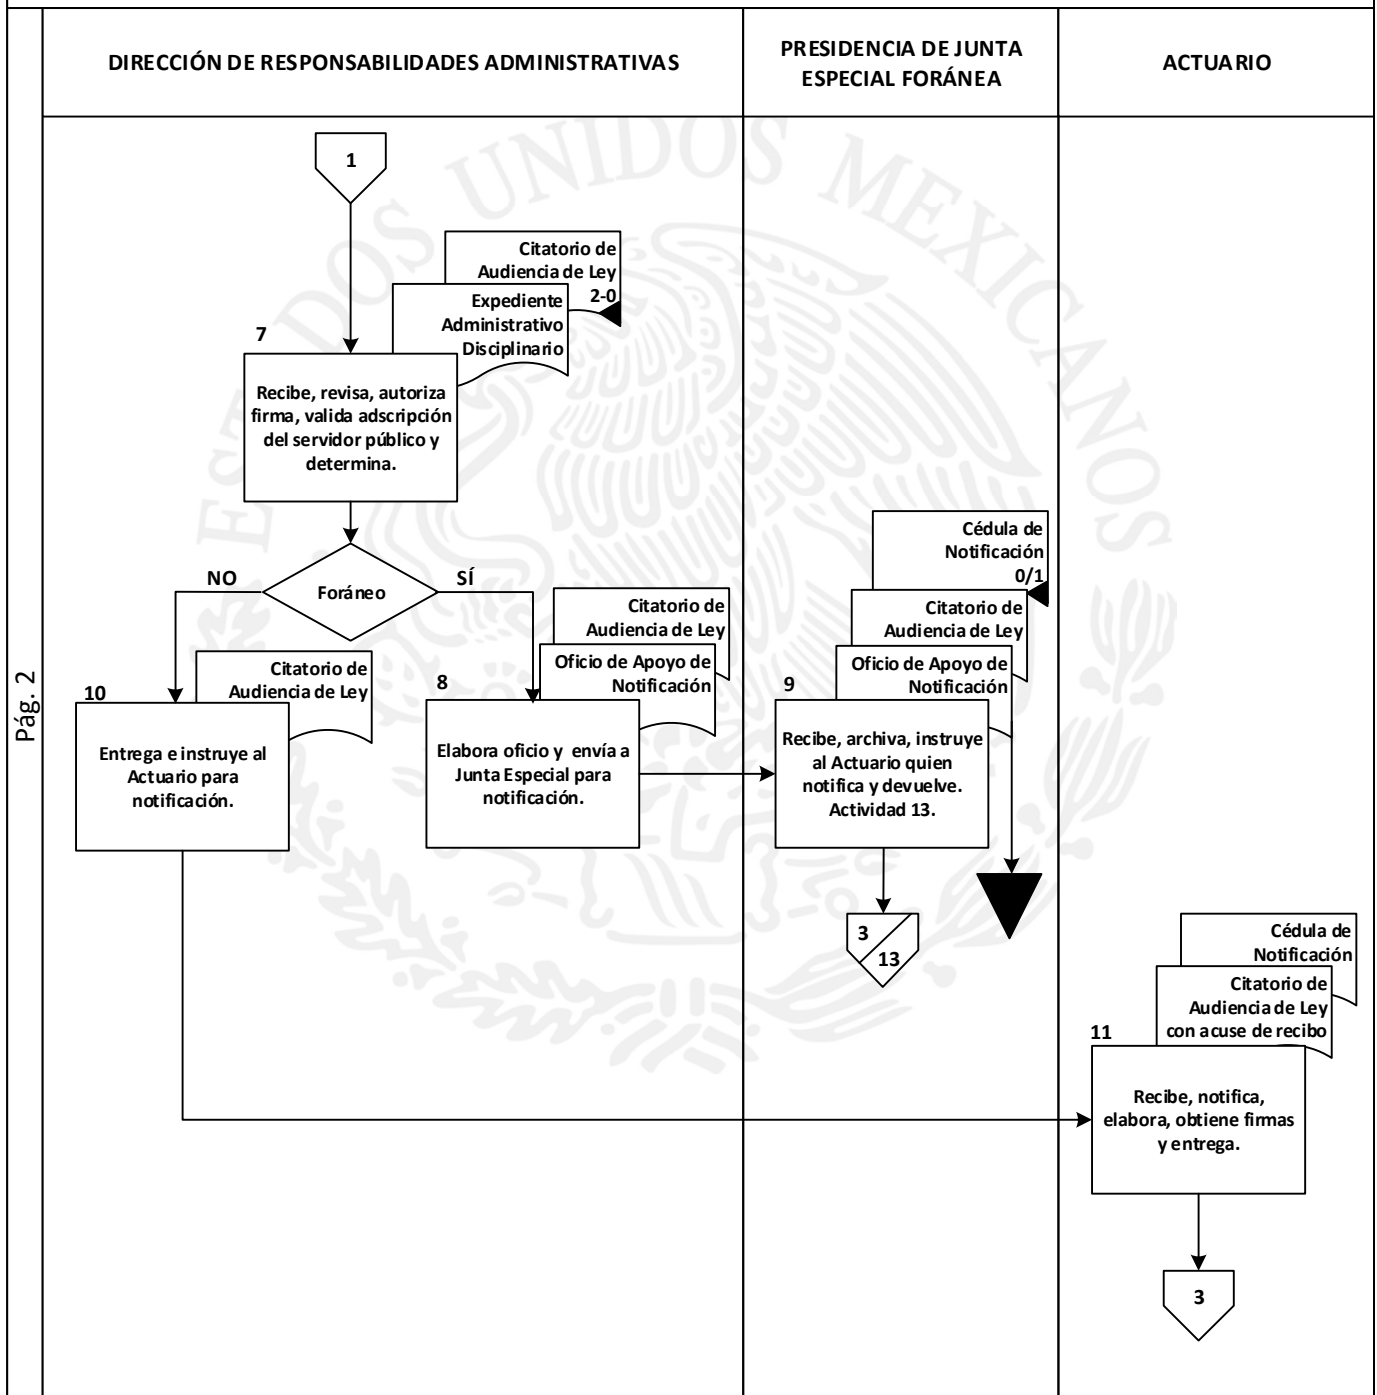 DIRECCIÓN DE RESPONSABILIDADES ADMINISTRATIVAS
PRESIDENCIA DE JUNTA
ESPECIAL FORÁNEA
ACTUARIO
Pág. 2
ESTADOS UNIDOS MEXICANOS
1
Citatorio de
Audiencia de Ley
2-0
Expediente
Administrativo
Disciplinario
7
Recibe, revisa, autoriza
firma, valida adscripción
del servidor público y
determina.
Foráneo
NO
SÍ
Citatorio de
Audiencia de Ley
10
Entrega e instruye al
Actuario para
notificación.
Citatorio de
Audiencia de Ley
Oficio de Apoyo de
Notificación
8
Elabora oficio y envía a
Junta Especial para
notificación.
Cédula de
Notificación
0/1
Citatorio de
Audiencia de Ley
Oficio de Apoyo de
Notificación
9
Recibe, archiva, instruye
al Actuario quien
notifica y devuelve.
Actividad 13.
3
13
Cédula de
Notificación
Citatorio de
Audiencia de Ley
con acuse de recibo
11
Recibe, notifica,
elabora, obtiene firmas
y entrega.
3